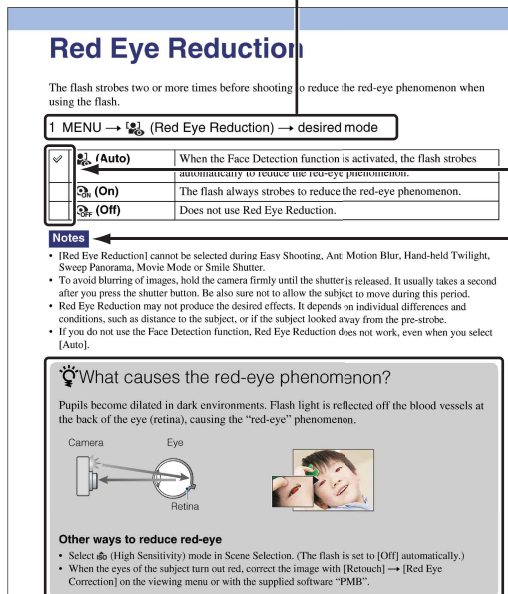 Red Eye Reduction
The flash strobes two or more times before shooting to reduce the red-eye phenomenon when
using the flash.
1 MENU → (Red Eye Reduction) → desired mode
(Auto)
When the Face Detection function is activated, the flash strobes
automatically to reduce the red-eye phenomenon.
ON (On)
The flash always strobes to reduce the red-eye phenomenon.
OFF (Off)
Does not use Red Eye Reduction.
Notes
• [Red Eye Reduction] cannot be selected during Easy Shooting, Anti Motion Blur, Hand-held Twilight,
Sweep Panorama, Movie Mode or Smile Shutter.
• To avoid blurring of images, hold the camera firmly until the shutter is released. It usually takes a second
after you press the shutter button. Be also sure not to allow the subject to move during this period.
• Red Eye Reduction may not produce the desired effects. It depends on individual differences and
conditions, such as distance to the subject, or if the subject looked away from the pre-strobe.
• If you do not use the Face Detection function, Red Eye Reduction does not work, even when you select
[Auto].
What causes the red-eye phenomenon?
Pupils become dilated in dark environments. Flash light is reflected off the blood vessels at
the back of the eye (retina), causing the “red-eye” phenomenon.
Camera
Eye
Retina
Other ways to reduce red-eye
• Select ISO (High Sensitivity) mode in Scene Selection. (The flash is set to [Off] automatically.)
• When the eyes of the subject turn out red, correct the image with [Retouch] → [Red Eye
Correction] on the viewing menu or with the supplied software “PMB”.